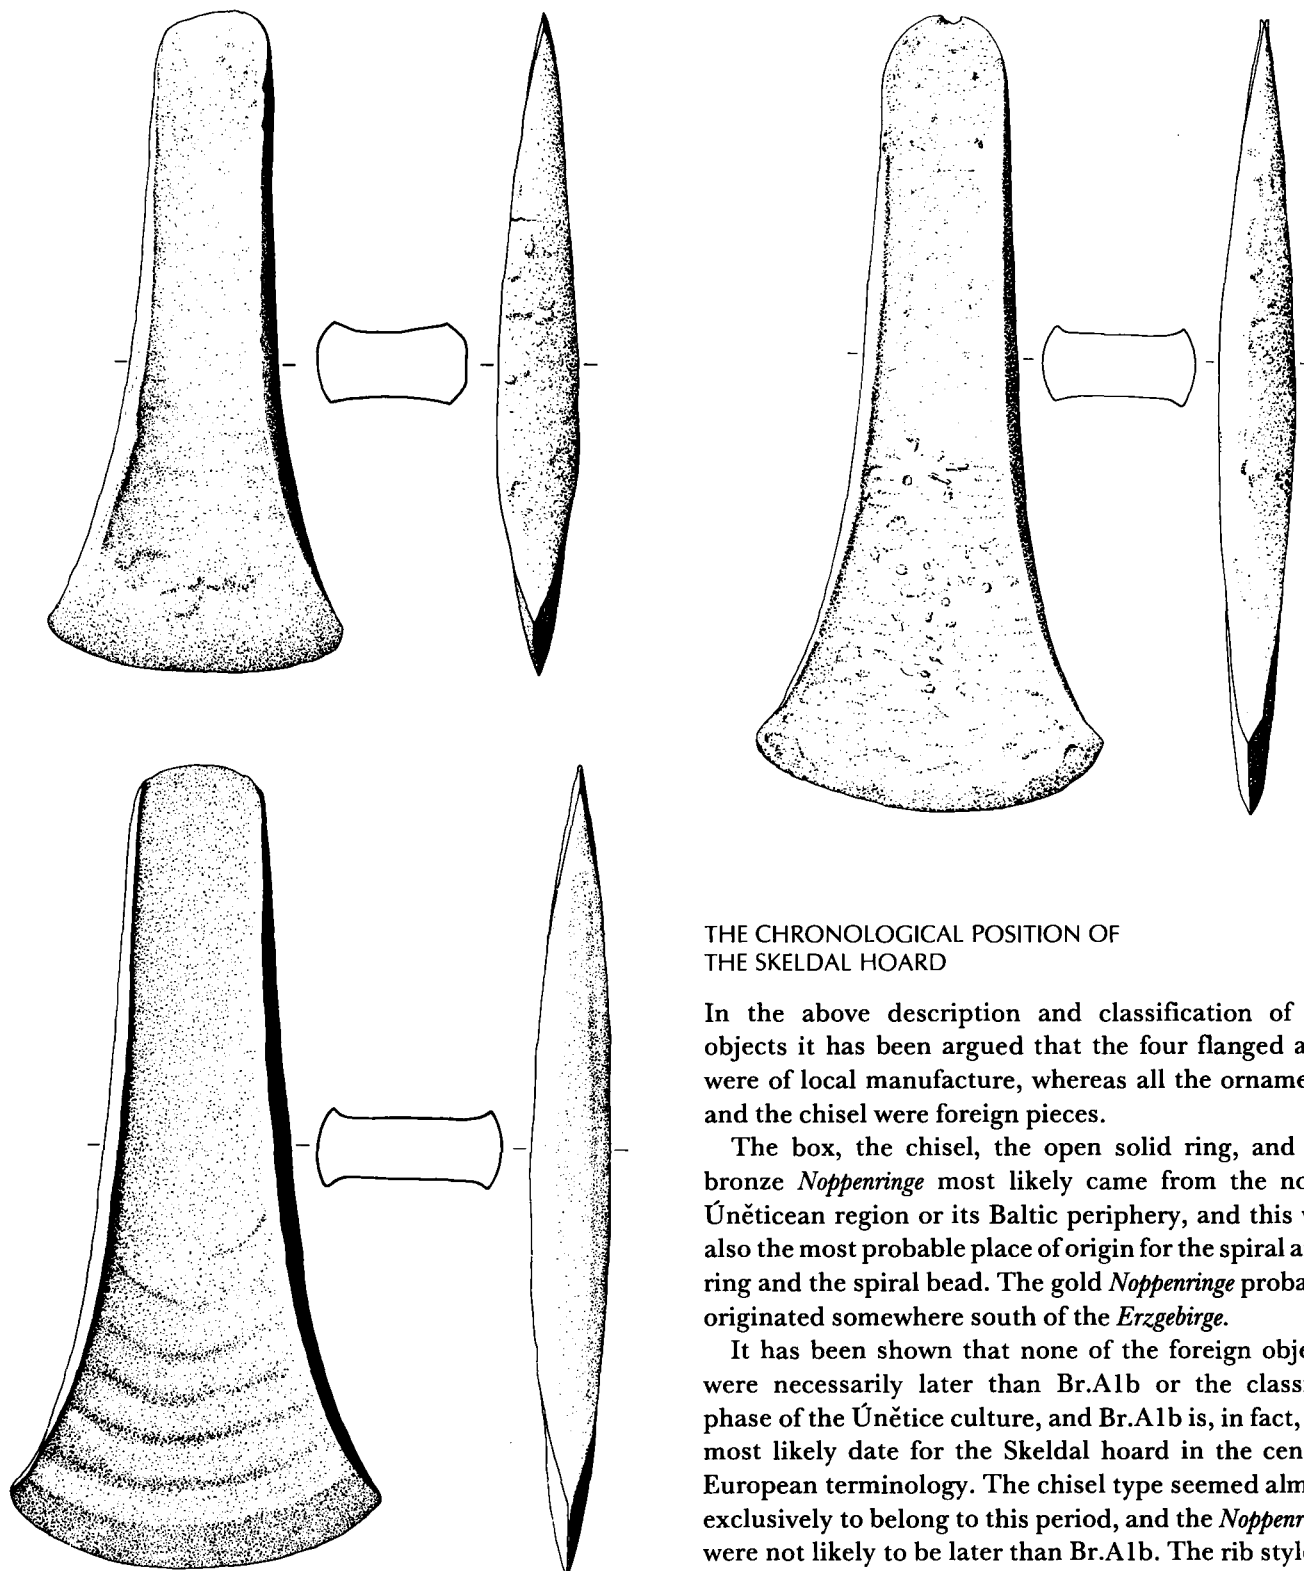 THE CHRONOLOGICAL POSITION OF
THE SKELDAL HOARD
In the above description and classification of
objects it has been argued that the four flanged a
were of local manufacture, whereas all the orname
and the chisel were foreign pieces.
The box, the chisel, the open solid ring, and
bronze Noppenringe most likely came from the no
Úněticean region or its Baltic periphery, and this
also the most probable place of origin for the spiral a
ring and the spiral bead. The gold Noppenringe proba
originated somewhere south of the Erzgebirge.
It has been shown that none of the foreign obje
were necessarily later than Br.A1b or the class
phase of the Únětice culture, and Br.A1b is, in fact,
most likely date for the Skeldal hoard in the cen
European terminology. The chisel type seemed alm
exclusively to belong to this period, and the Noppenr
were not likely to be later than Br.A1b. The rib styl